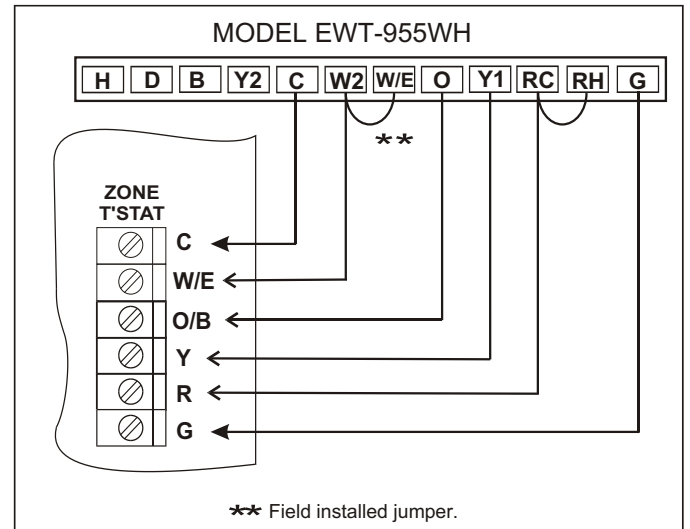 MODEL EWT-955WH
H D B Y2 C W2 W/E O Y1 RC RH G
**
ZONE
T'STAT
C
W/E
O/B
Y
R
G
** Field installed jumper.